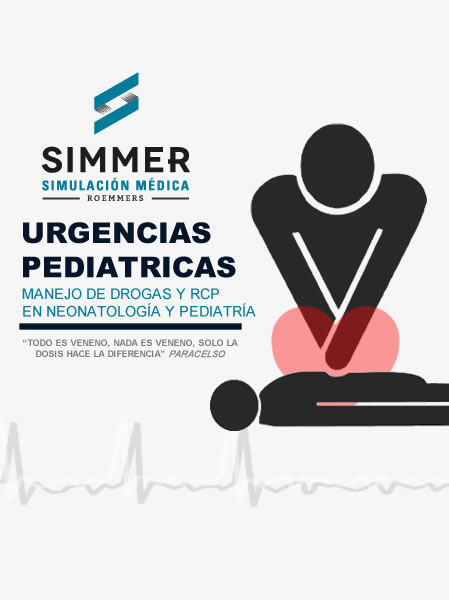 SIMMER
SIMULACIÓN MÉDICA
ROEMMERS
URGENCIAS
PEDIATRICAS
MANEJO DE DROGAS Y RCP
EN NEONATOLOGÍA Y PEDIATRÍA
“TODO ES VENENO, NADA ES VENENO, SOLO LA
DOSIS HACE LA DIFERENCIA” PARACELSO